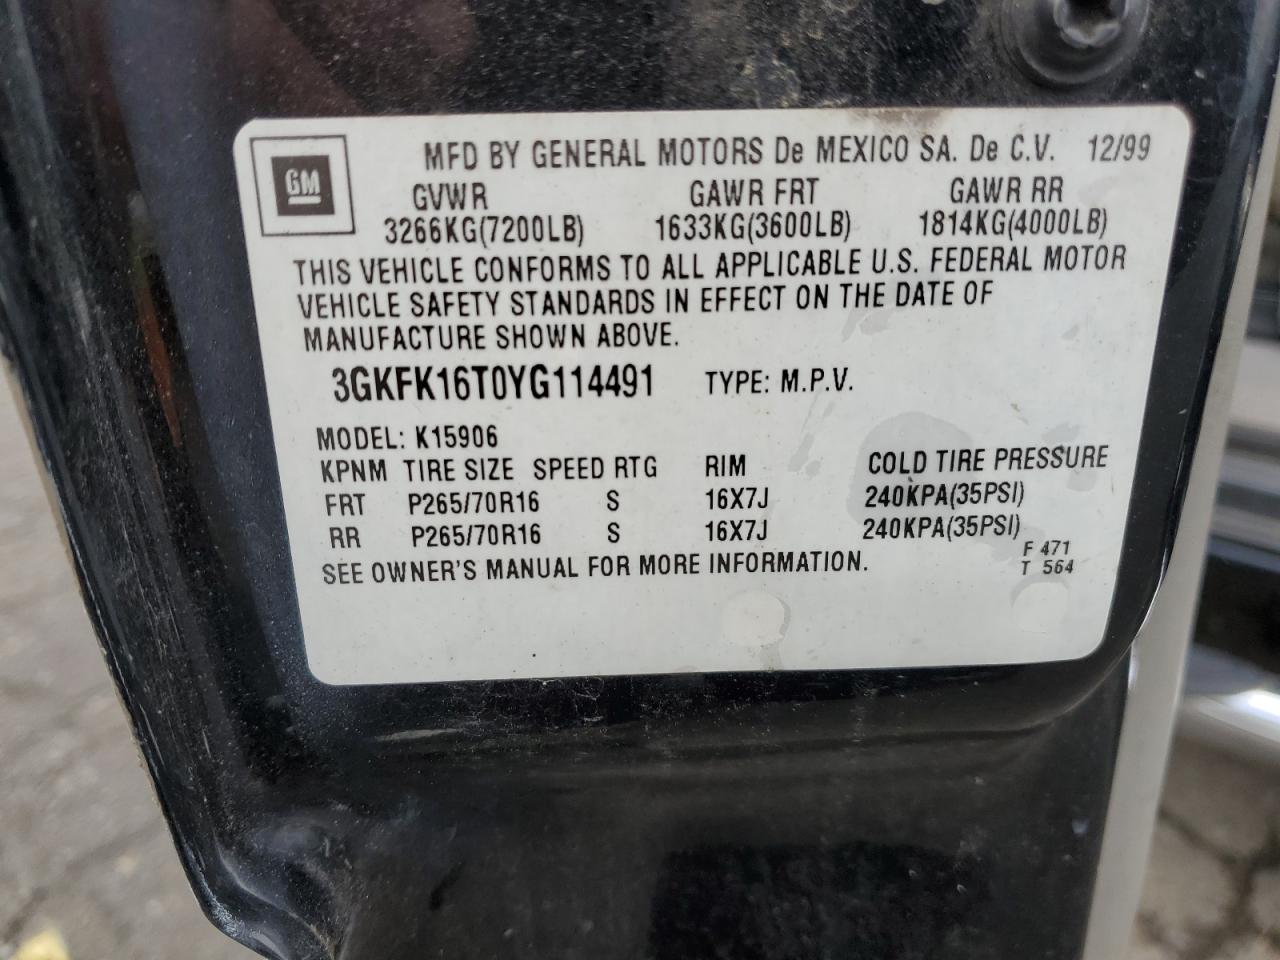 GM
MFD BY GENERAL MOTORS De MEXICO SA. De C.V. 12/99
GVWR GAWR FRT GAWR RR
3266KG(7200LB) 1633KG(3600LB) 1814KG(4000LB)
THIS VEHICLE CONFORMS TO ALL APPLICABLE U.S. FEDERAL MOTOR
VEHICLE SAFETY STANDARDS IN EFFECT ON THE DATE OF
MANUFACTURE SHOWN ABOVE.
3GKFK16T0YG114491 TYPE: M.P.V.
MODEL: K15906
KPNM TIRE SIZE SPEED RTG RIM COLD TIRE PRESSURE
FRT P265/70R16 S 16X7J 240KPA(35PSI)
RR P265/70R16 S 16X7J 240KPA(35PSI)
SEE OWNER'S MANUAL FOR MORE INFORMATION.
F 471
T 564